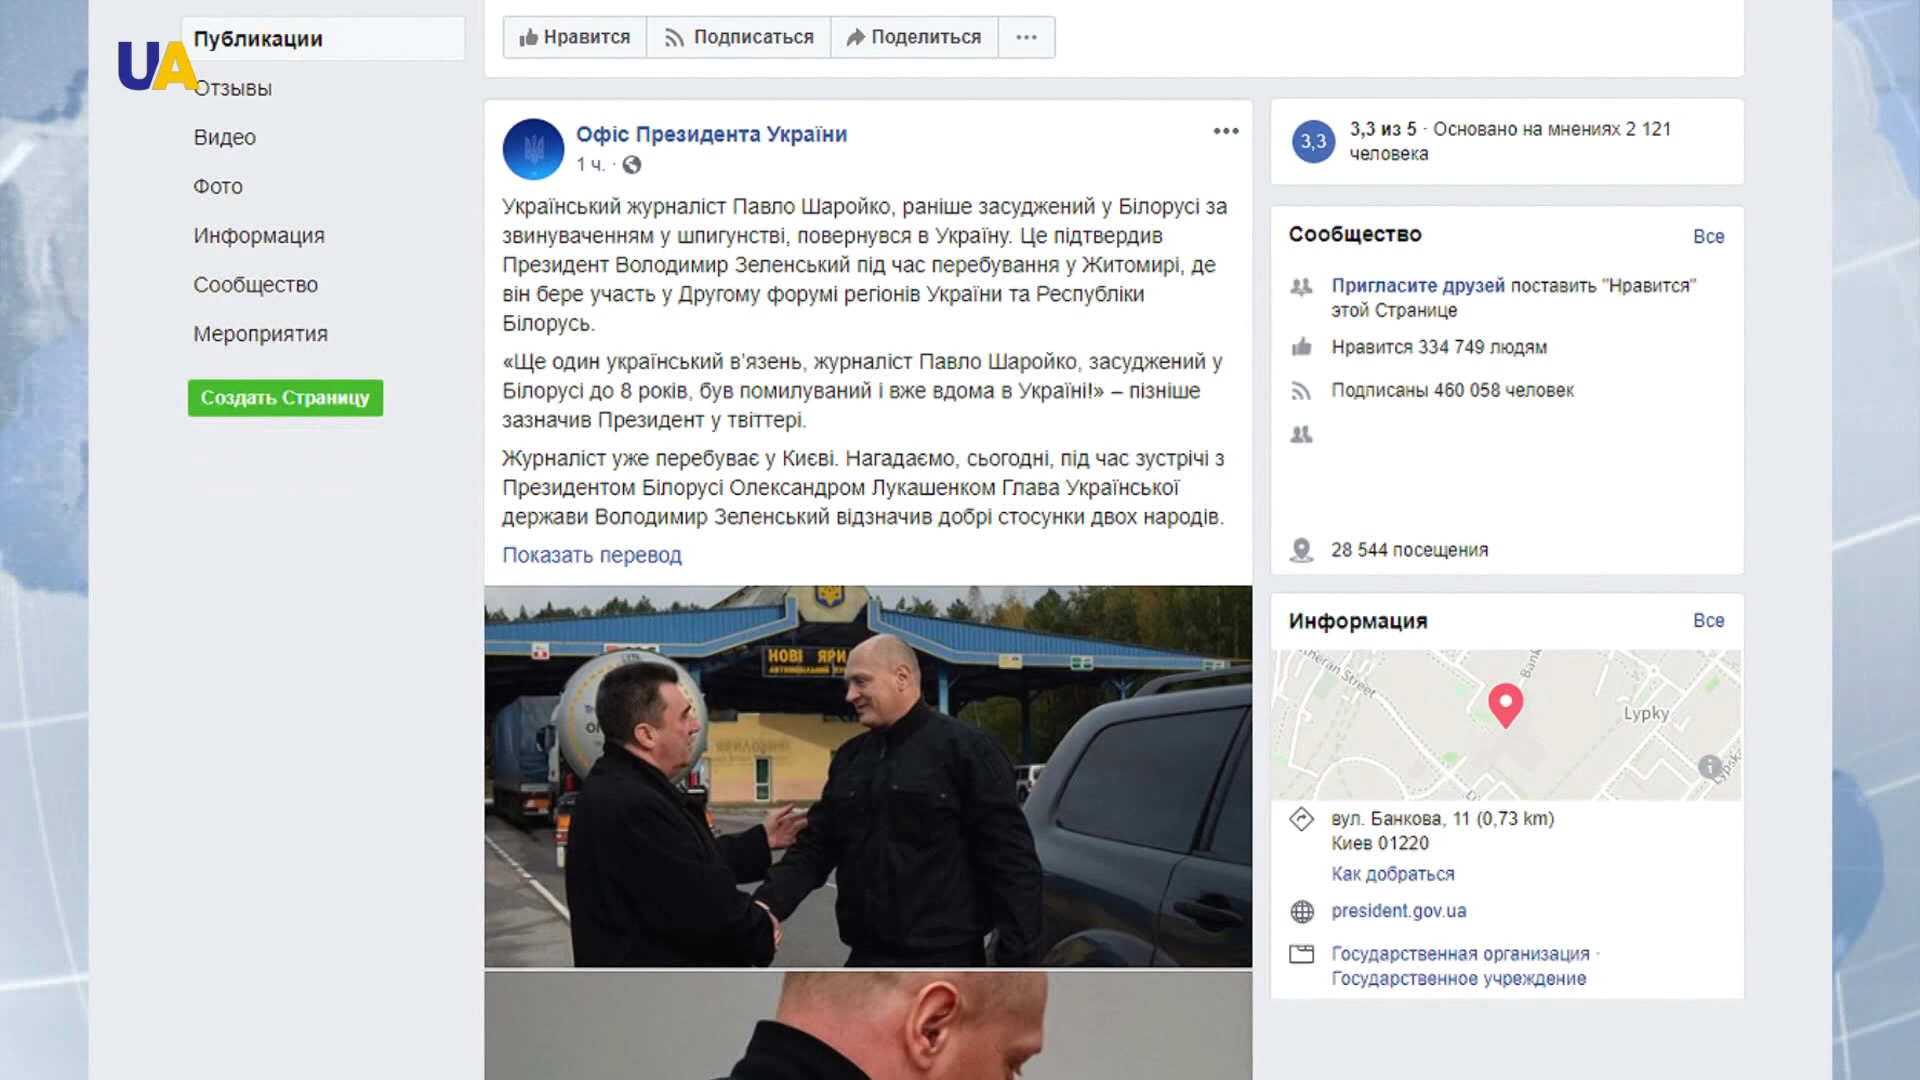 UA
Публикации
Отзывы
Видео
Фото
Информация
Сообщество
Мероприятия
Создать Страницу
Нравится
Подписаться
Поделиться
Офіс Президента України
1 ч. ·
Український журналіст Павло Шаройко, раніше засуджений у Білорусі за
звинуваченням у шпигунстві, повернувся в Україну. Це підтвердив
Президент Володимир Зеленський під час перебування у Житомирі, де
він бере участь у Другому форумі регіонів України та Республіки
Білорусь.
«Ще один український в'язень, журналіст Павло Шаройко, засуджений у
Білорусі до 8 років, був помилуваний і вже вдома в Україні!» – пізніше
зазначив Президент у твіттері.
Журналіст уже перебуває у Києві. Нагадаємо, сьогодні, під час зустрічі з
Президентом Білорусі Олександром Лукашенком Глава Української
держави Володимир Зеленський відзначив добрі стосунки двох народів.
Показать перевод
НОВІ ЯРИ
3,3
3,3 из 5 · Основано на мнениях 2 121
человека
Сообщество
Все
Пригласите друзей поставить "Нравится"
этой Странице
Нравится 334 749 людям
Подписаны 460 058 человек
28 544 посещения
Информация
Все
theran Street
Bank
Lypky
Lypska
вул. Банкова, 11 (0,73 km)
Киев 01220
Как добраться
president.gov.ua
Государственная организация ·
Государственное учреждение